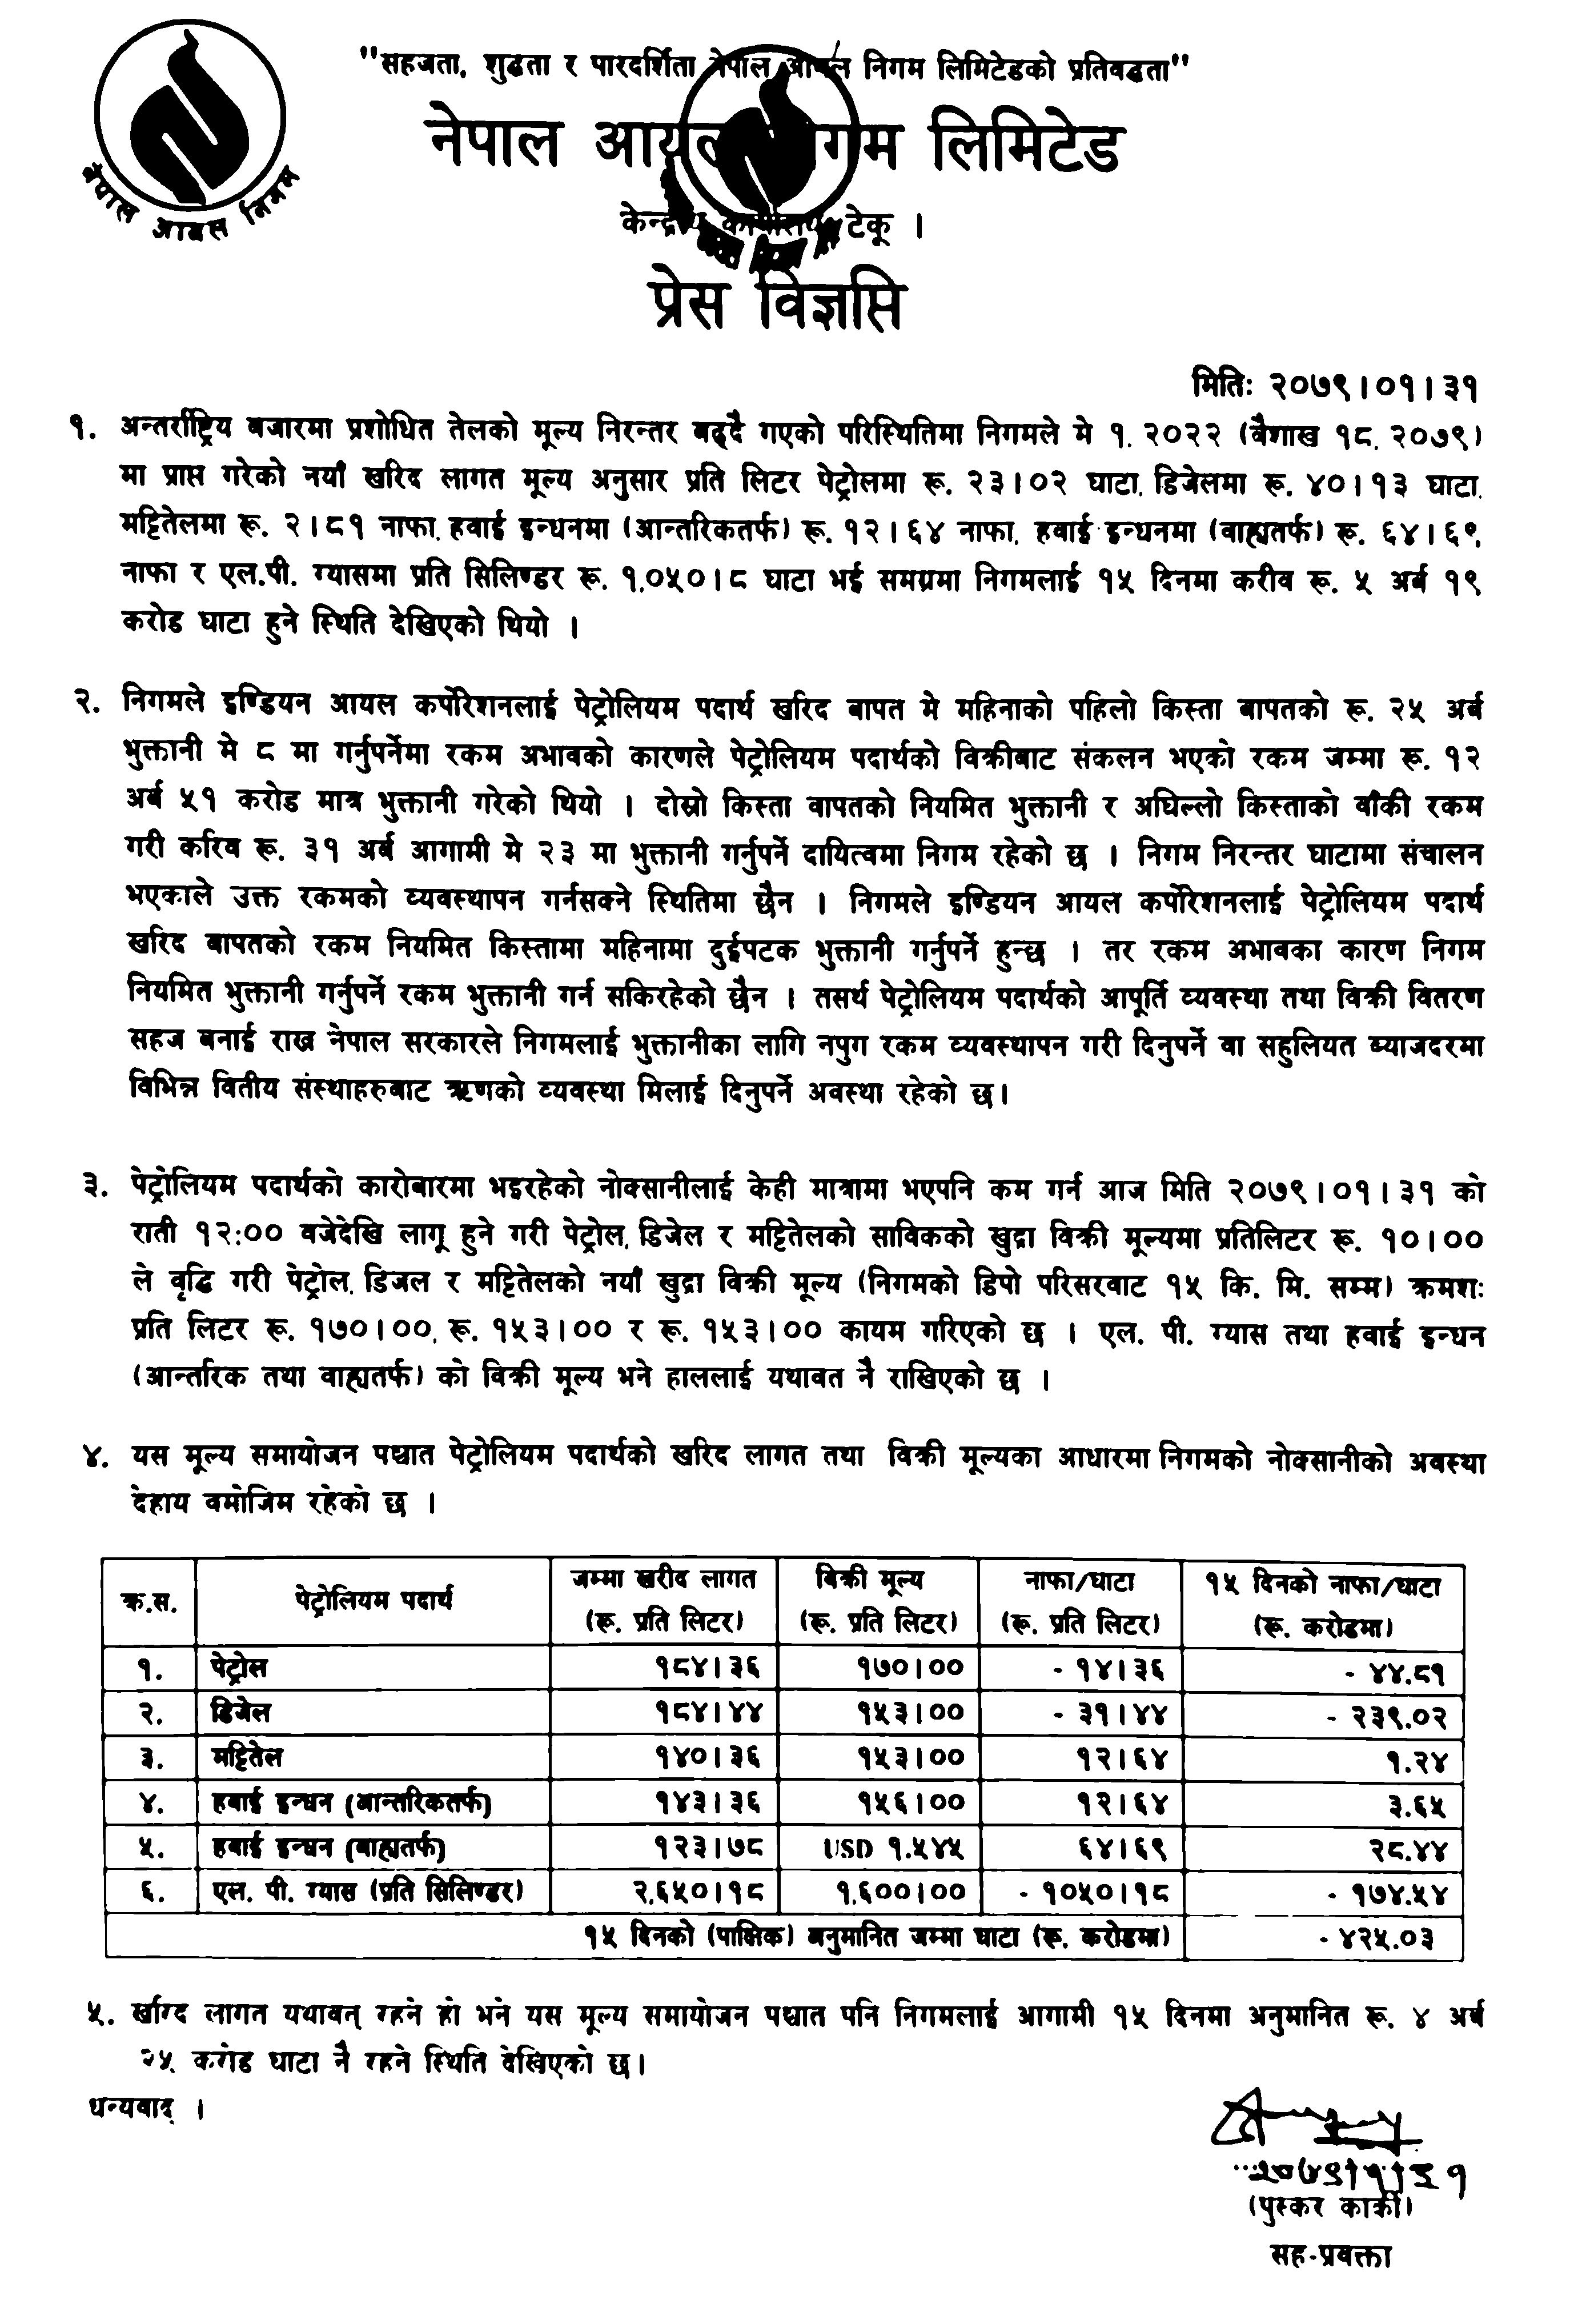 "सहजता, शुद्धता र पारदर्शिता नेपाल आयल निगम लिमिटेडको प्रतिवद्धता"
नेपाल आयल निगम लिमिटेड
नेपाल आयल निगम
केन्द्रीय कार्यालय, टेकू ।
प्रेस विज्ञप्ति
मितिः २०७९।०१।३१
१. अन्तर्राष्ट्रिय बजारमा प्रशोधित तेलको मूल्य निरन्तर बढ्दै गएको परिस्थितिमा निगमले मे १, २०२२ (वैशाख १८, २०७९)
मा प्राप्त गरेको नयाँ खरिद लागत मूल्य अनुसार प्रति लिटर पेट्रोलमा रू. २३।०२ घाटा, डिजेलमा रू. ४०।१३ घाटा,
मट्टितेलमा रू. २।८१ नाफा, हवाई इन्धनमा (आन्तरिकतर्फ) रू. १२।६४ नाफा, हवाई इन्धनमा (वाह्यतर्फ) रू. ६४।६९,
नाफा र एल.पी. ग्यासमा प्रति सिलिण्डर रू. १,०५०।८ घाटा भई समग्रमा निगमलाई १५ दिनमा करीव रू. ५ अर्ब १९
करोड घाटा हुने स्थिति देखिएको थियो ।
२. निगमले इण्डियन आयल कर्पोरेशनलाई पेट्रोलियम पदार्थ खरिद बापत मे महिनाको पहिलो किस्ता बापतको रू. २५ अर्ब
भुक्तानी मे ८ मा गर्नुपर्नेमा रकम अभावको कारणले पेट्रोलियम पदार्थको विक्रीबाट संकलन भएको रकम जम्मा रू. १२
अर्ब ५१ करोड मात्र भुक्तानी गरेको थियो । दोस्रो किस्ता वापतको नियमित भुक्तानी र अघिल्लो किस्ताको बाँकी रकम
गरी करिव रू. ३१ अर्ब आगामी मे २३ मा भुक्तानी गर्नुपर्ने दायित्वमा निगम रहेको छ । निगम निरन्तर घाटामा संचालन
भएकाले उक्त रकमको व्यवस्थापन गर्नसक्ने स्थितिमा छैन । निगमले इण्डियन आयल कर्पोरेशनलाई पेट्रोलियम पदार्थ
खरिद बापतको रकम नियमित किस्तामा महिनामा दुईपटक भुक्तानी गर्नुपर्ने हुन्छ । तर रकम अभावका कारण निगम
नियमित भुक्तानी गर्नुपर्ने रकम भुक्तानी गर्न सकिरहेको छैन । तसर्थ पेट्रोलियम पदार्थको आपूर्ति व्यवस्था तथा विक्री वितरण
सहज बनाई राख्न नेपाल सरकारले निगमलाई भुक्तानीका लागि नपुग रकम व्यवस्थापन गरी दिनुपर्ने वा सहुलियत ब्याजदरमा
विभिन्न वितीय संस्थाहरुबाट ऋणको व्यवस्था मिलाई दिनुपर्ने अवस्था रहेको छ।
३. पेट्रोलियम पदार्थको कारोबारमा भइरहेको नोक्सानीलाई केही मात्रामा भएपनि कम गर्न आज मिति २०७९।०१।३१ को
राती १२:०० वजेदेखि लागू हुने गरी पेट्रोल, डिजेल र मट्टितेलको साविकको खुद्रा विक्री मूल्यमा प्रतिलिटर रू. १०।००
ले वृद्धि गरी पेट्रोल, डिजल र मट्टितेलको नयाँ खुद्रा विक्री मूल्य (निगमको डिपो परिसरवाट १५ कि. मि. सम्म) क्रमशः
प्रति लिटर रू. १७०।००, रू. १५३।०० र रू. १५३।०० कायम गरिएको छ । एल. पी. ग्यास तथा हवाई इन्धन
(आन्तरिक तथा वाह्यतर्फ) को विक्री मूल्य भने हाललाई यथावत नै राखिएको छ ।
४. यस मूल्य समायोजन पश्चात पेट्रोलियम पदार्थको खरिद लागत तथा विक्री मूल्यका आधारमा निगमको नोक्सानीको अवस्था
देहाय वमोजिम रहेको छ ।
क्र.स. पेट्रोलियम पदार्थ जम्मा खरीद लागत (रू. प्रति लिटर) बिक्री मूल्य (रू. प्रति लिटर) नाफा/घाटा (रू. प्रति लिटर) १५ दिनको नाफा/घाटा (रू. करोडमा)
१. पेट्रोल १८४।३६ १७०।०० - १४।३६ - ४४.८१
२. डिजेल १८४।४४ १५३।०० - ३१।४४ - २३९.०२
३. मट्टितेल १४०।३६ १५३।०० १२।६४ १.२४
४. हवाई इन्धन (आन्तरिकतर्फ) १४३।३६ १५६।०० १२।६४ ३.६५
५. हवाई इन्धन (बाह्यतर्फ) १२३।७८ USD १.५४५ ६४।६९ २८.४४
६. एल. पी. ग्यास (प्रति सिलिण्डर) २,६५०।१८ १,६००।०० - १०५०।१८ - १७४.५४
१५ दिनको (पाक्षिक) अनुमानित जम्मा घाटा (रू. करोडमा) - ४२५.०३
५. खरिद लागत यथावत् रहने हो भने यस मूल्य समायोजन पश्चात पनि निगमलाई आगामी १५ दिनमा अनुमानित रू. ४ अर्ब
२५ करोड घाटा नै रहने स्थिति देखिएको छ।
धन्यवाद् ।
२०७९।१।३१
(पुस्कर कार्की)
सह-प्रवक्ता